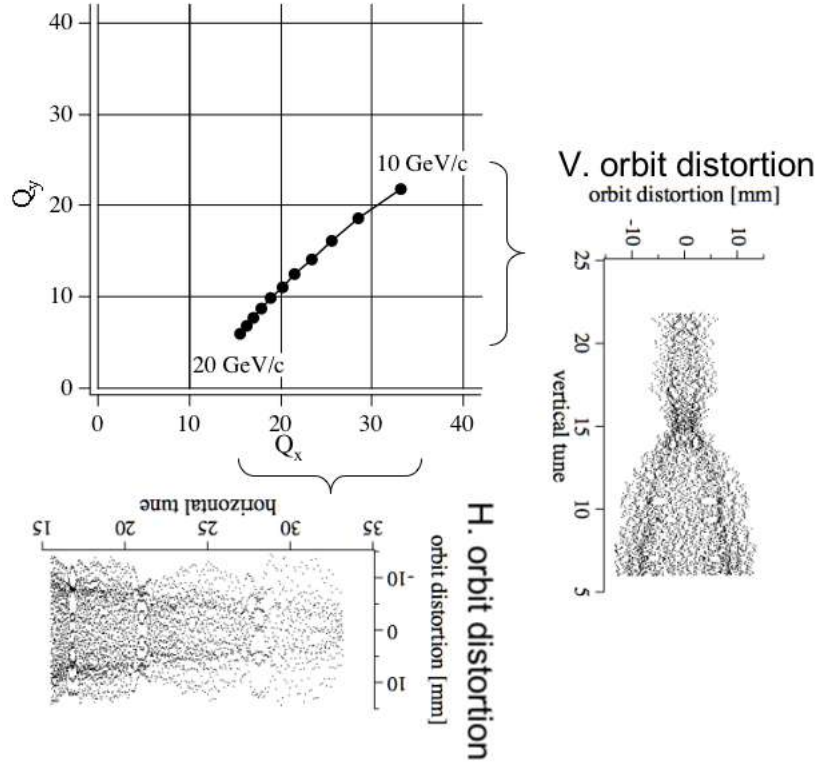 40
30
20
10
0
Q_y
10 GeV/c
20 GeV/c
0 10 20 30 40
Q_x
V. orbit distortion
orbit distortion [mm]
-10 0 10
25
20
15
10
5
vertical tune
horizontal tune
15 20 25 30 35
-10
0
10
orbit distortion [mm]
H. orbit distortion